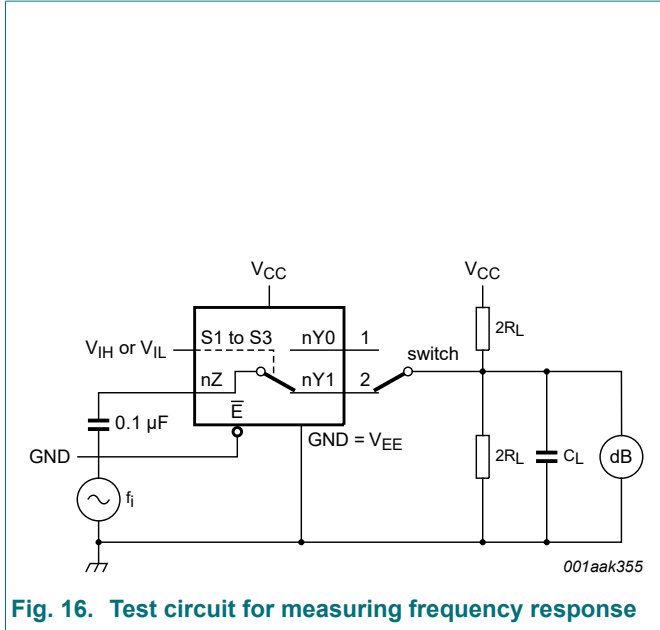 VCC VCC
VIH or VIL S1 to S3 nY0 1
switch
nZ nY1 2
2RL
0.1 µF E̅
GND GND = VEE
2RL CL dB
fi
001aak355
Fig. 16. Test circuit for measuring frequency response